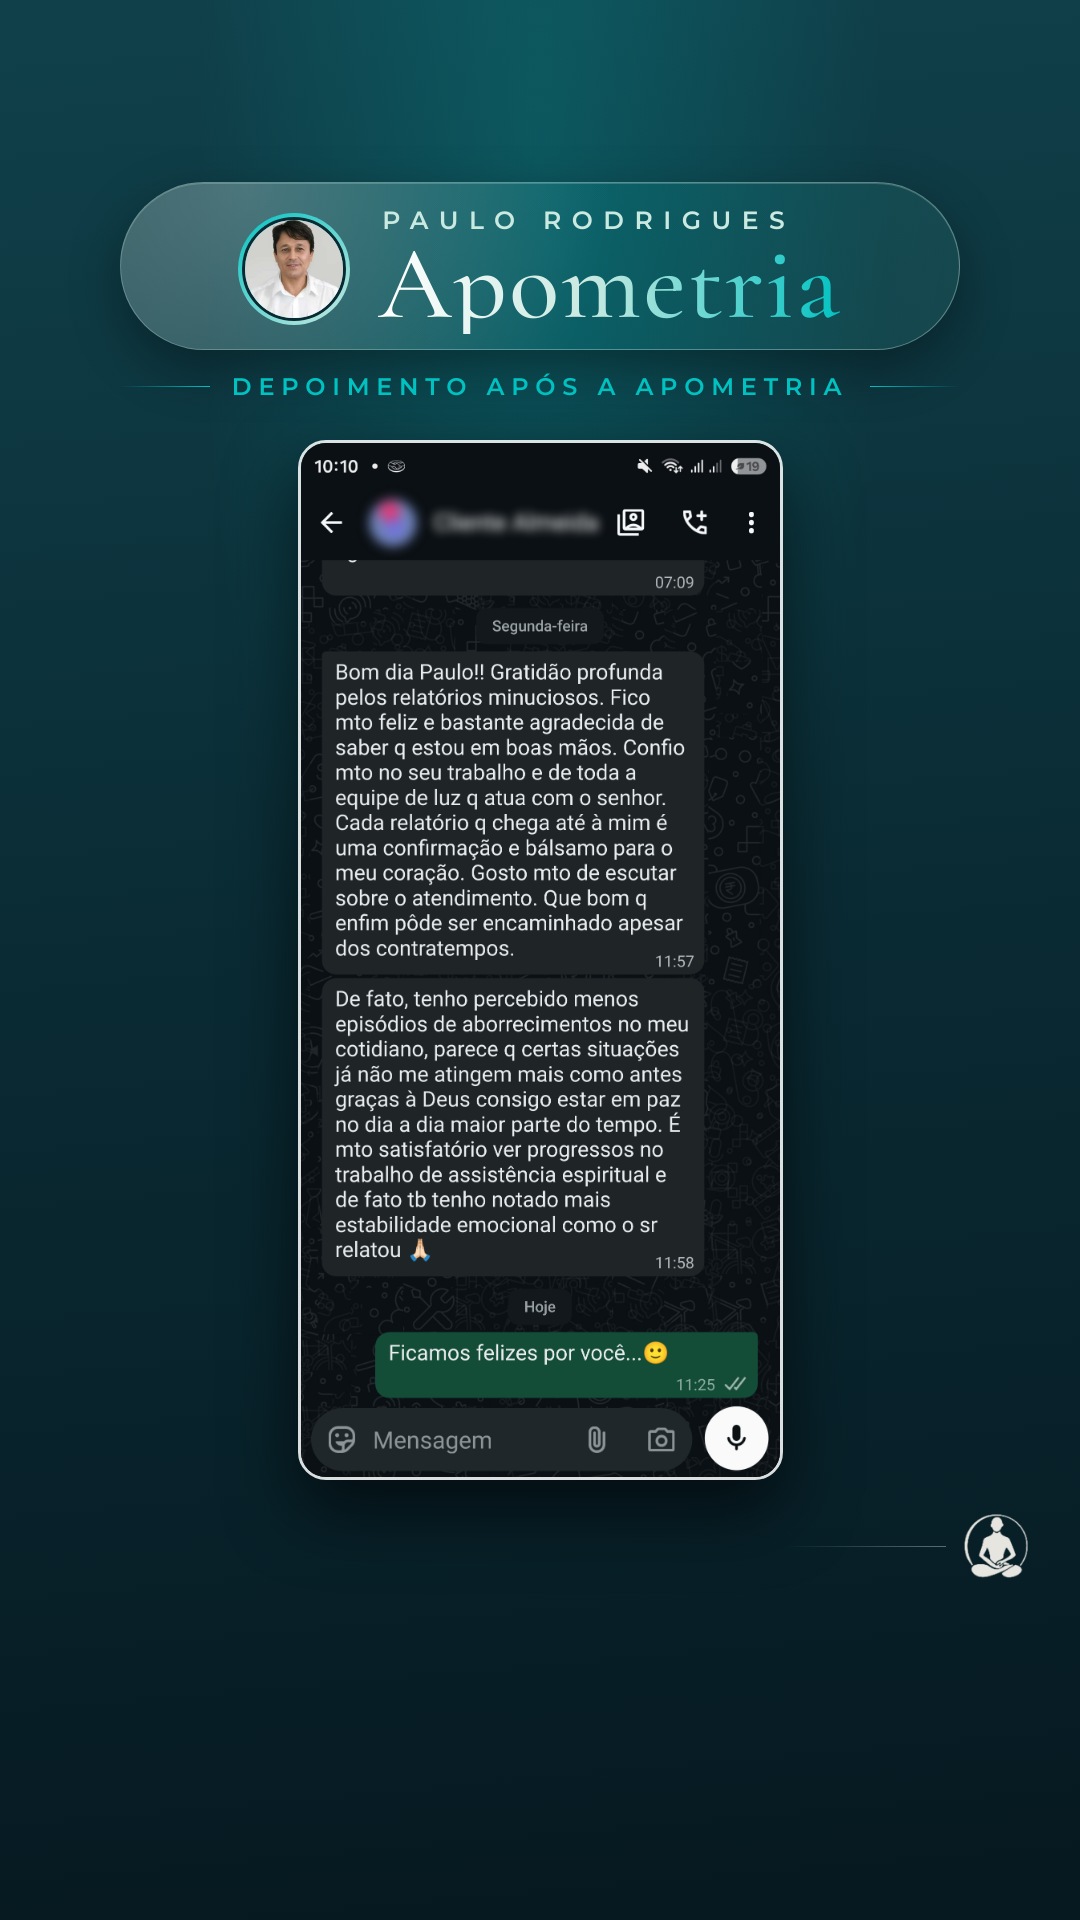 PAULO RODRIGUES
Apometria
DEPOIMENTO APÓS A APOMETRIA
10:10
19
07:09
Segunda-feira
Bom dia Paulo!! Gratidão profunda
pelos relatórios minuciosos. Fico
mto feliz e bastante agradecida de
saber q estou em boas mãos. Confio
mto no seu trabalho e de toda a
equipe de luz q atua com o senhor.
Cada relatório q chega até à mim é
uma confirmação e bálsamo para o
meu coração. Gosto mto de escutar
sobre o atendimento. Que bom q
enfim pôde ser encaminhado apesar
dos contratempos.
11:57
De fato, tenho percebido menos
episódios de aborrecimentos no meu
cotidiano, parece q certas situações
já não me atingem mais como antes
graças à Deus consigo estar em paz
no dia a dia maior parte do tempo. É
mto satisfatório ver progressos no
trabalho de assistência espiritual e
de fato tb tenho notado mais
estabilidade emocional como o sr
relatou 🙏🏻
11:58
Hoje
Ficamos felizes por você...🙂
11:25
Mensagem